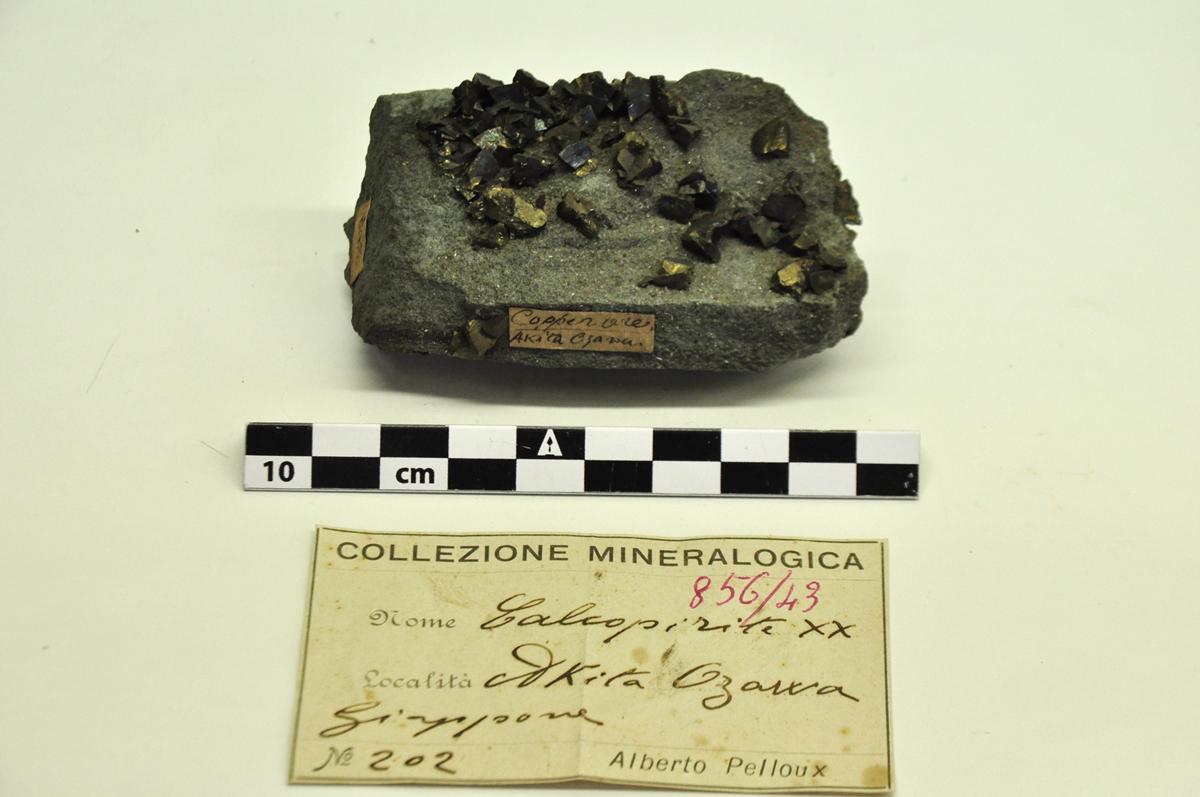 Copper ore.
Akita Ozawa.
10 cm
COLLEZIONE MINERALOGICA
856/43
Nome Calcopirite XX
Località Akita Ozawa
Giappone
No 202
Alberto Pelloux